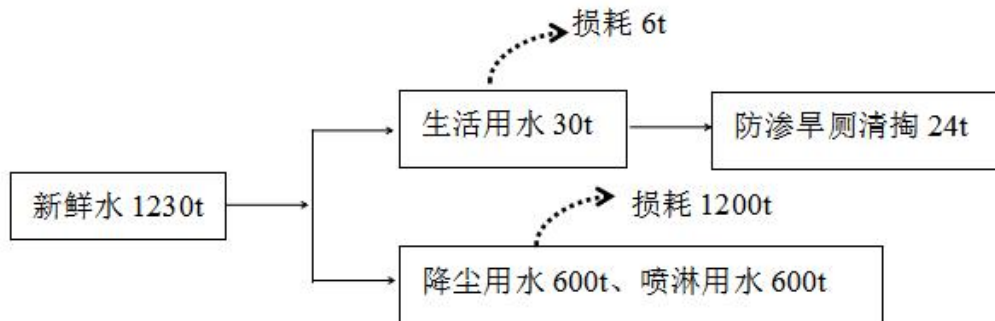 损耗 6t
生活用水 30t
防渗旱厕清掏 24t
新鲜水 1230t
损耗 1200t
降尘用水 600t、喷淋用水 600t